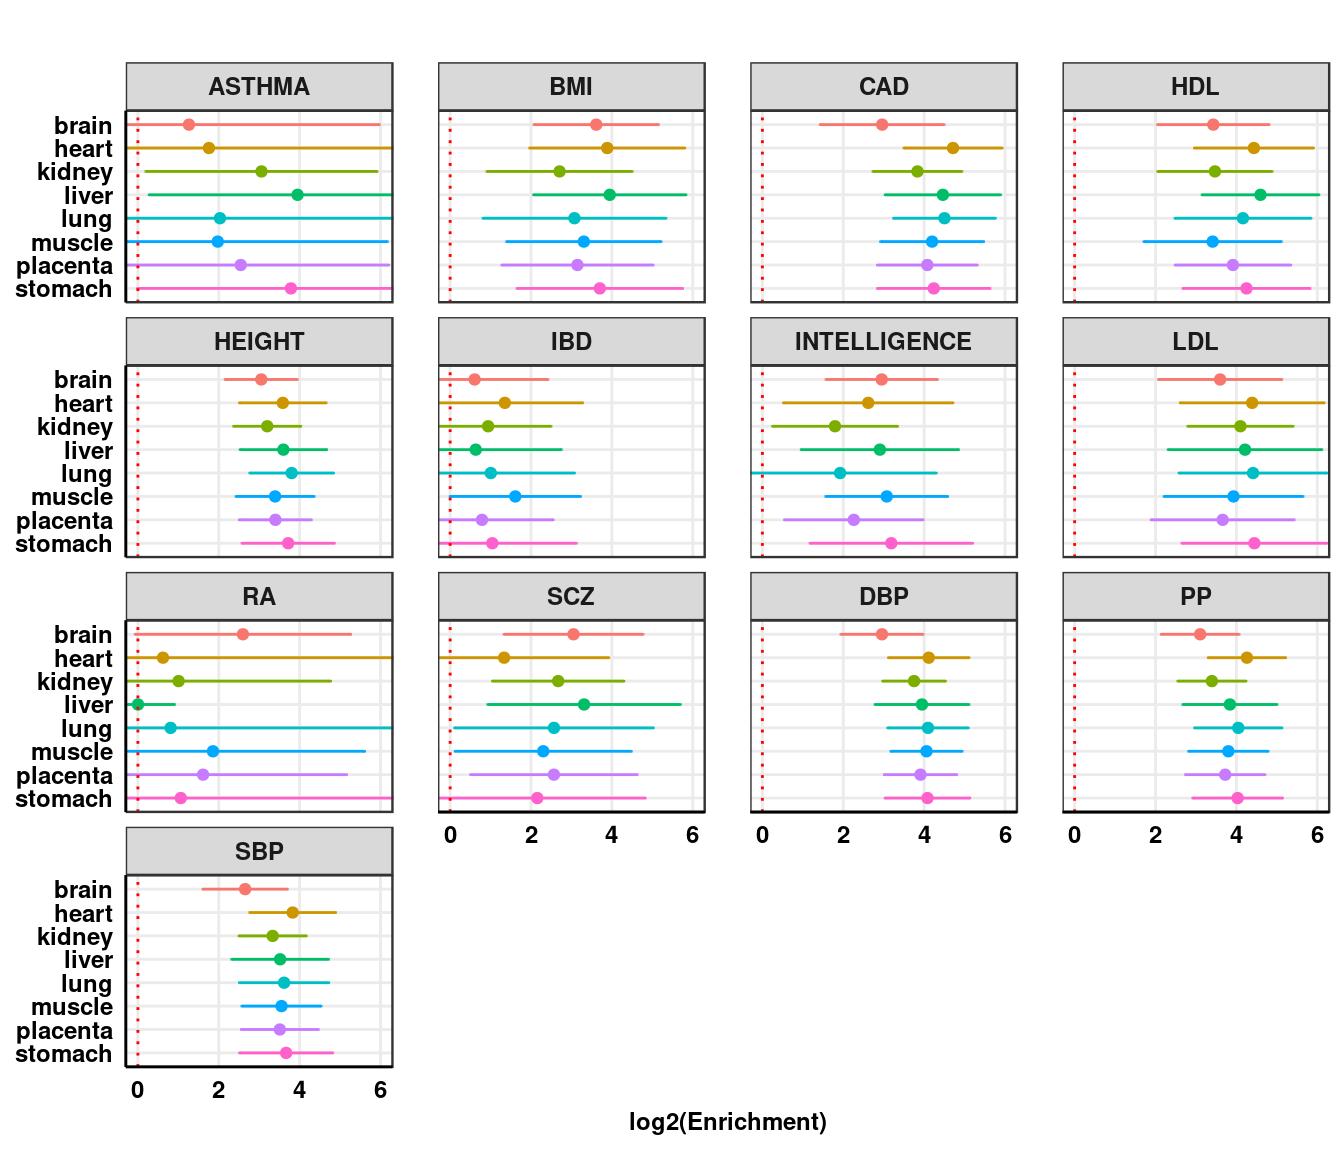 ASTHMA BMI CAD HDL
brain
heart
kidney
liver
lung
muscle
placenta
stomach
HEIGHT IBD INTELLIGENCE LDL
brain
heart
kidney
liver
lung
muscle
placenta
stomach
RA SCZ DBP PP
brain
heart
kidney
liver
lung
muscle
placenta
stomach
0 2 4 6 0 2 4 6 0 2 4 6
SBP
brain
heart
kidney
liver
lung
muscle
placenta
stomach
0 2 4 6
log2(Enrichment)